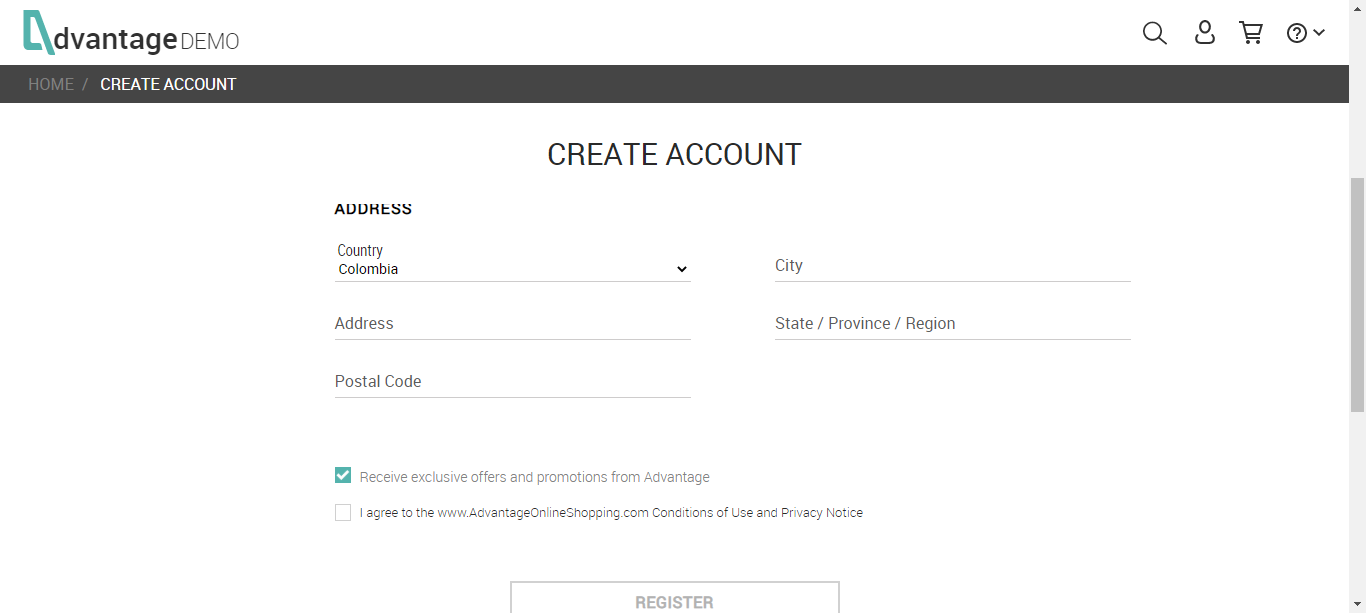 dvantage DEMO
HOME / CREATE ACCOUNT
CREATE ACCOUNT
ADDRESS
Country
Colombia
City
Address
State / Province / Region
Postal Code
Receive exclusive offers and promotions from Advantage
I agree to the www.AdvantageOnlineShopping.com Conditions of Use and Privacy Notice
REGISTER